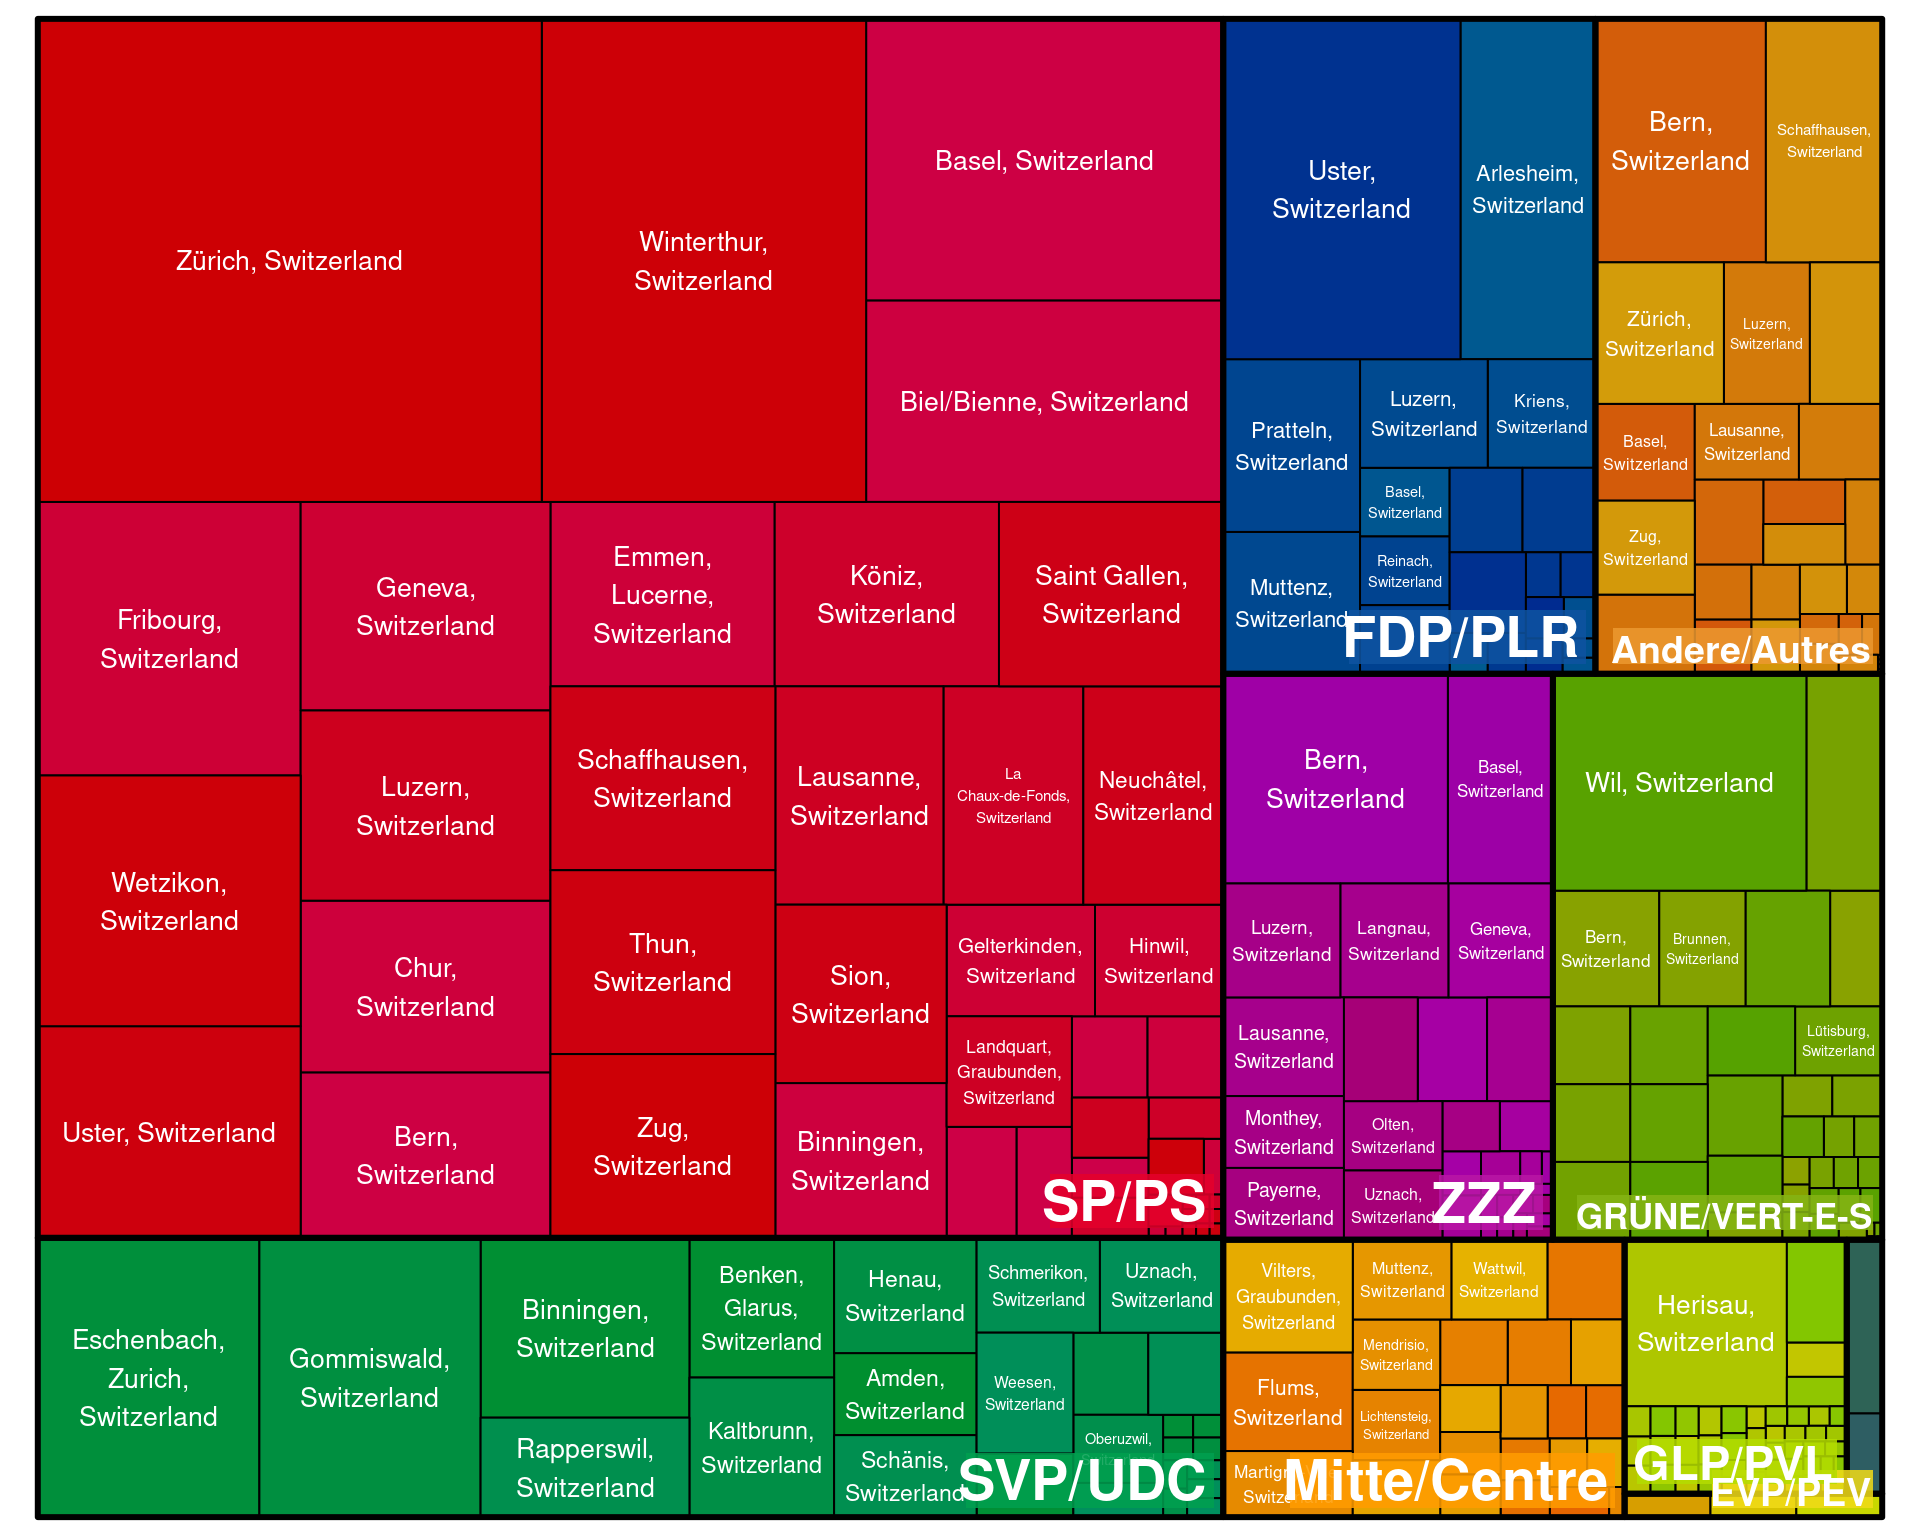 Zürich, Switzerland
Winterthur,
Switzerland
Basel, Switzerland
Biel/Bienne, Switzerland
Fribourg,
Switzerland
Wetzikon,
Switzerland
Uster, Switzerland
Geneva,
Switzerland
Luzern,
Switzerland
Chur,
Switzerland
Bern,
Switzerland
Emmen,
Lucerne,
Switzerland
Schaffhausen,
Switzerland
Thun,
Switzerland
Zug,
Switzerland
Köniz,
Switzerland
Saint Gallen,
Switzerland
Lausanne,
Switzerland
La
Chaux-de-Fonds,
Switzerland
Neuchâtel,
Switzerland
Sion,
Switzerland
Binningen,
Switzerland
Gelterkinden,
Switzerland
Hinwil,
Switzerland
Landquart,
Graubunden,
Switzerland
SP/PS
Eschenbach,
Zurich,
Switzerland
Gommiswald,
Switzerland
Binningen,
Switzerland
Rapperswil,
Switzerland
Benken,
Glarus,
Switzerland
Kaltbrunn,
Switzerland
Henau,
Switzerland
Amden,
Switzerland
Schänis,
Switzerland
Schmerikon,
Switzerland
Uznach,
Switzerland
Weesen,
Switzerland
Oberuzwil,
SVP/UDC
Uster,
Switzerland
Arlesheim,
Switzerland
Pratteln,
Switzerland
Muttenz,
Switzerland
Luzern,
Switzerland
Kriens,
Switzerland
Basel,
Switzerland
Reinach,
Switzerland
FDP/PLR
Bern,
Switzerland
Schaffhausen,
Switzerland
Zürich,
Switzerland
Luzern,
Switzerland
Basel,
Switzerland
Lausanne,
Switzerland
Zug,
Switzerland
Andere/Autres
Bern,
Switzerland
Basel,
Switzerland
Luzern,
Switzerland
Langnau,
Switzerland
Geneva,
Switzerland
Lausanne,
Switzerland
Monthey,
Switzerland
Payerne,
Switzerland
Olten,
Switzerland
Uznach,
Switzerland
ZZZ
Wil, Switzerland
Bern,
Switzerland
Brunnen,
Switzerland
Lütisburg,
Switzerland
GRÜNE/VERT-E-S
Vilters,
Graubunden,
Switzerland
Flums,
Switzerland
Muttenz,
Switzerland
Wattwil,
Switzerland
Mendrisio,
Switzerland
Lichtensteig,
Switzerland
Mitte/Centre
Herisau,
Switzerland
GLP/PVL
EVP/PEV